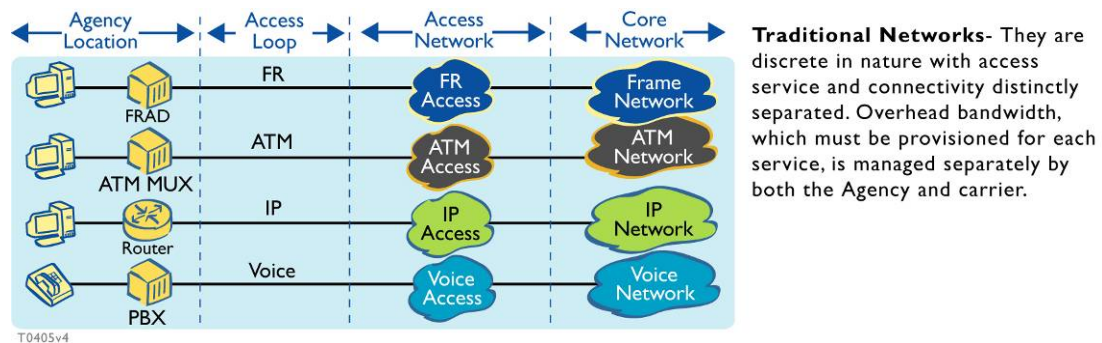 Agency Location
Access Loop
Access Network
Core Network
FR
FRAD
FR Access
Frame Network
ATM
ATM MUX
ATM Access
ATM Network
IP
Router
IP Access
IP Network
Voice
PBX
Voice Access
Voice Network
T0405v4
Traditional Networks- They are
discrete in nature with access
service and connectivity distinctly
separated. Overhead bandwidth,
which must be provisioned for each
service, is managed separately by
both the Agency and carrier.